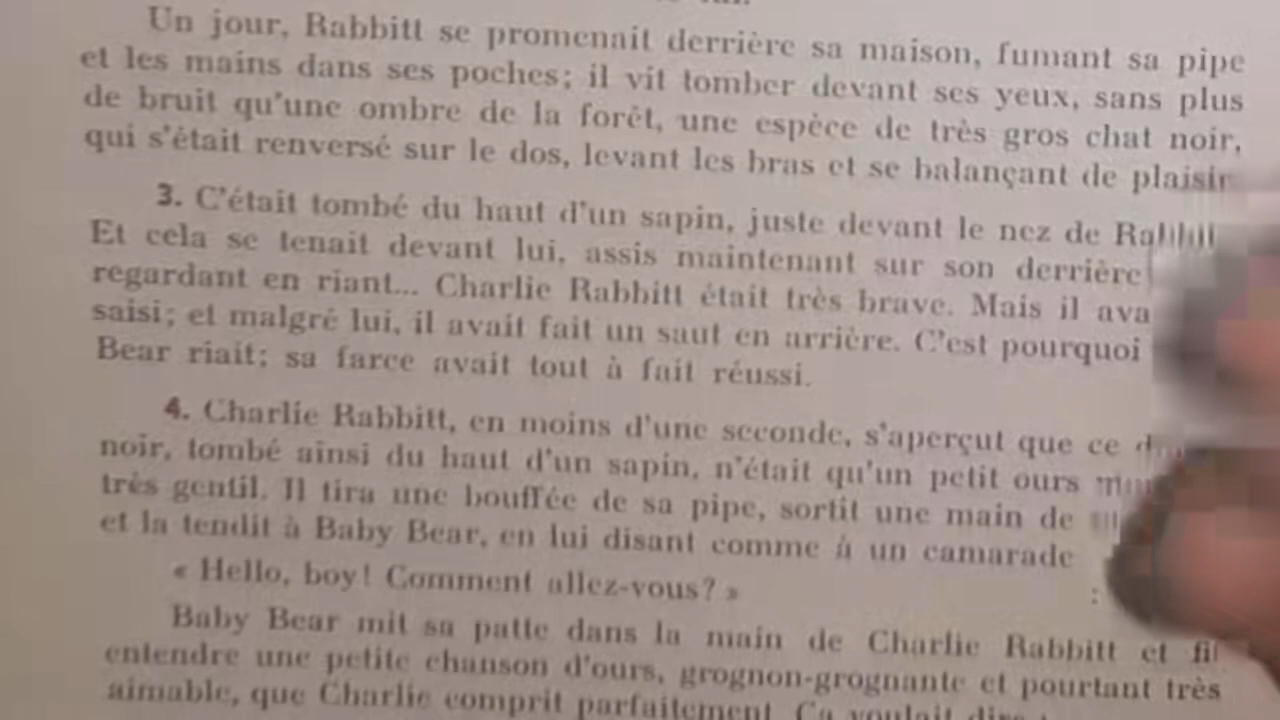 Un jour, Rabbitt se promenait derrière sa maison, fumant sa pipe
et les mains dans ses poches; il vit tomber devant ses yeux, sans plus
de bruit qu'une ombre de la forêt, une espèce de très gros chat noir,
qui s'était renversé sur le dos, levant les bras et se balançant de plaisir
3. C'était tombé du haut d'un sapin, juste devant le nez de
Et cela se tenait devant lui, assis maintenant sur son derrière
regardant en riant... Charlie Rabbitt était très brave. Mais il
saisi; et malgré lui, il avait fait un saut en arrière. C'est pourquoi
Bear riait; sa farce avait tout à fait réussi.
4. Charlie Rabbitt, en moins d'une seconde, s'aperçut que ce
noir, tombé ainsi du haut d'un sapin, n'était qu'un petit ours
très gentil. Il tira une bouffée de sa pipe, sortit une main de
et la tendit à Baby Bear, en lui disant comme à un camarade :
« Hello, boy! Comment allez-vous? »
Baby Bear mit sa patte dans la main de Charlie Rabbitt et
entendre une petite chanson d'ours, grognon-grognante et pourtant très
aimable, que Charlie comprit parfaitement. Ça voulait dire